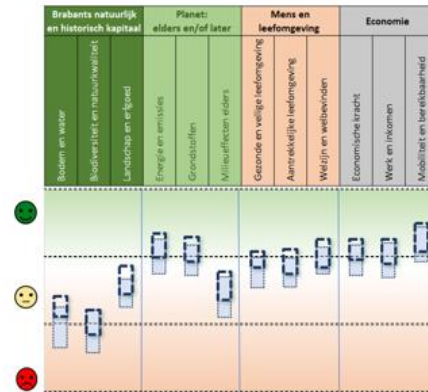 Brabants natuurlijk
en historisch kapitaal
Planet:
elders en/of later
Mens en
leefomgeving
Economie
Bodem en water
Biodiversiteit en natuurkwaliteit
Landschap en erfgoed
Energie en emissies
Grondstoffen
Milieueffecten elders
Gezonde en veilige leefomgeving
Aantrekkelijke leefomgeving
Welzijn en welbevinden
Economische kracht
Werk en inkomen
Mobiliteit en bereikbaarheid